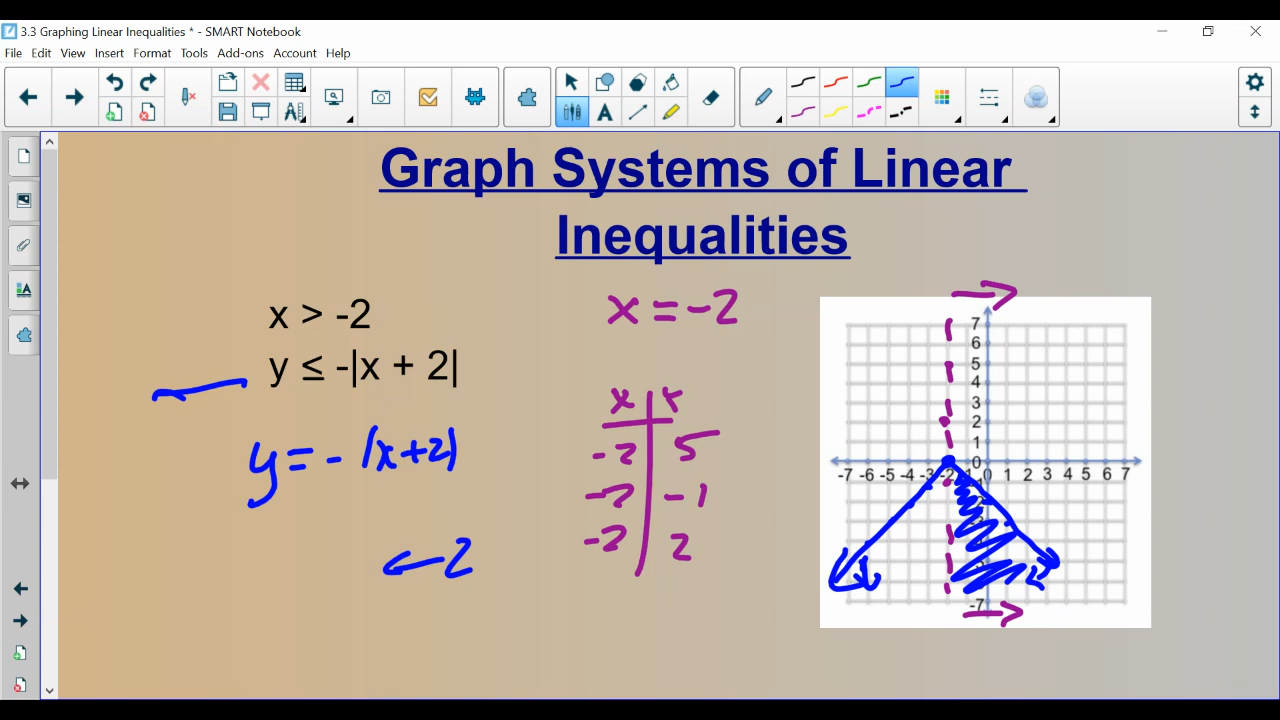 3.3 Graphing Linear Inequalities * - SMART Notebook
File Edit View Insert Format Tools Add-ons Account Help
Graph Systems of Linear
Inequalities
x > -2
y ≤ -|x + 2|
y = - |x+2|
← 2
x = -2
x | y
-2 | 5
-2 | -1
-2 | 2
7
6
5
4
3
2
1
0
-7 -6 -5 -4 -3 -2 -1 0 1 2 3 4 5 6 7
-7